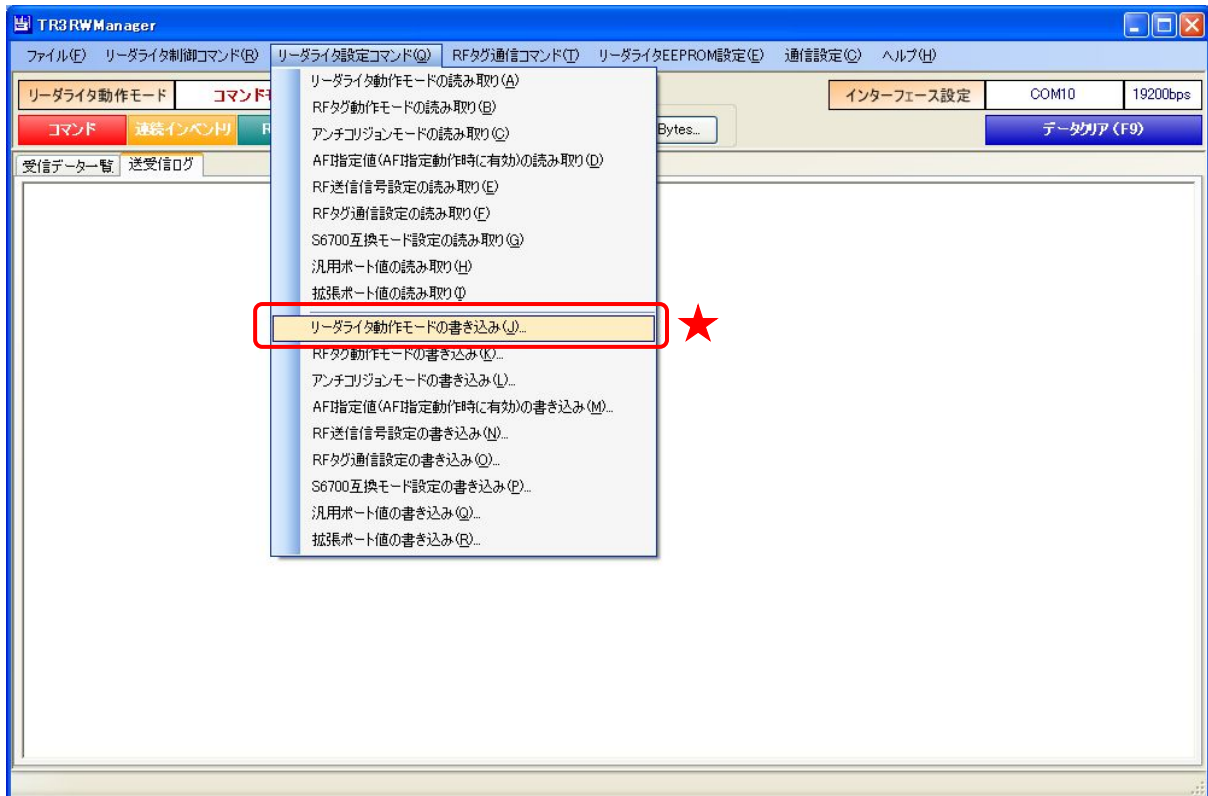 TR3RWManager
ファイル(F) リーダライタ制御コマンド(R) リーダライタ設定コマンド(Q) RFタグ通信コマンド(T) リーダライタEEPROM設定(E) 通信設定(C) ヘルプ(H)
リーダライタ動作モード コマンドモ インターフェース設定 COM10 19200bps
コマンド 連続インベントリ R Bytes... データクリア(F9)
受信データ一覧 送受信ログ
リーダライタ動作モードの読み取り(A)
RFタグ動作モードの読み取り(B)
アンチコリジョンモードの読み取り(C)
AFI指定値(AFI指定動作時に有効)の読み取り(D)
RF送信信号設定の読み取り(E)
RFタグ通信設定の読み取り(F)
S6700互換モード設定の読み取り(G)
汎用ポート値の読み取り(H)
拡張ポート値の読み取り(I)
リーダライタ動作モードの書き込み(J)...
RFタグ動作モードの書き込み(K)...
アンチコリジョンモードの書き込み(L)...
AFI指定値(AFI指定動作時に有効)の書き込み(M)...
RF送信信号設定の書き込み(N)...
RFタグ通信設定の書き込み(O)...
S6700互換モード設定の書き込み(P)...
汎用ポート値の書き込み(Q)...
拡張ポート値の書き込み(R)...